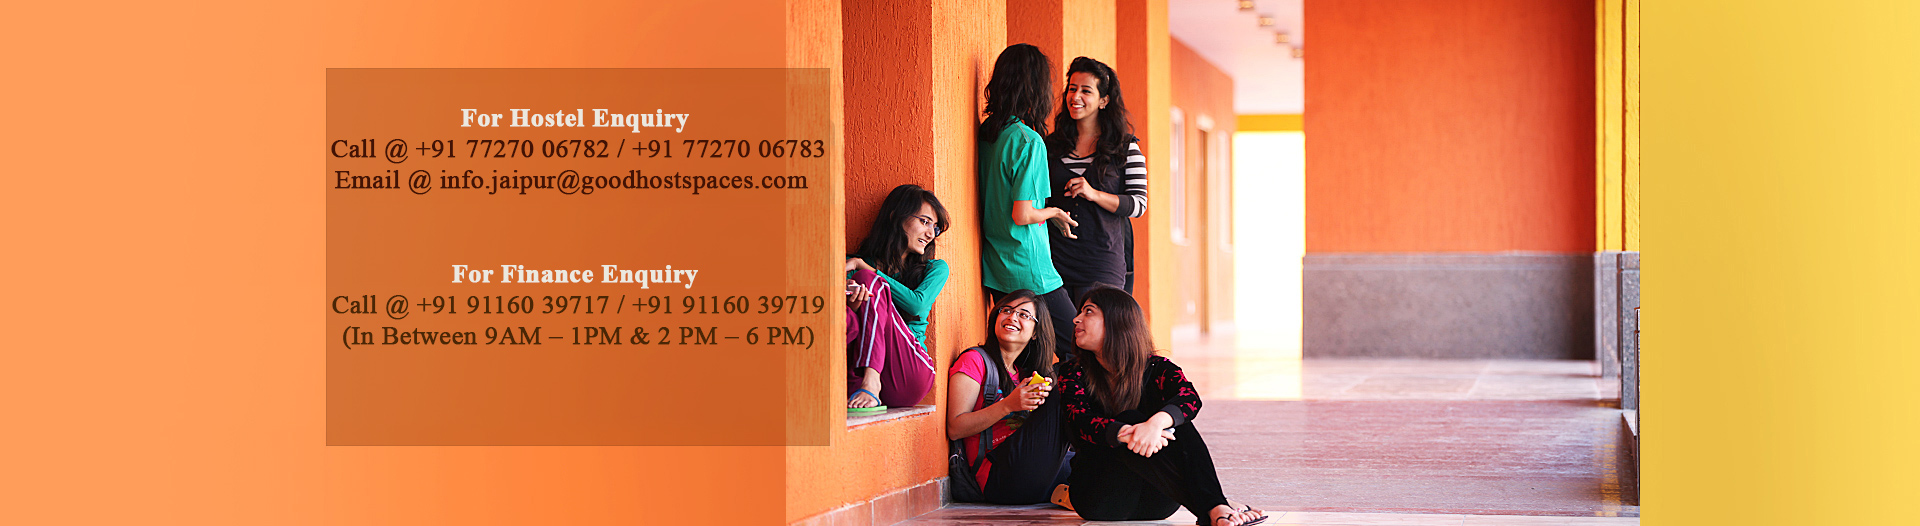 For Hostel Enquiry
Call @ +91 77270 06782 / +91 77270 06783
Email @ info.jaipur@goodhostspaces.com
For Finance Enquiry
Call @ +91 91160 39717 / +91 91160 39719
(In Between 9AM – 1PM & 2 PM – 6 PM)